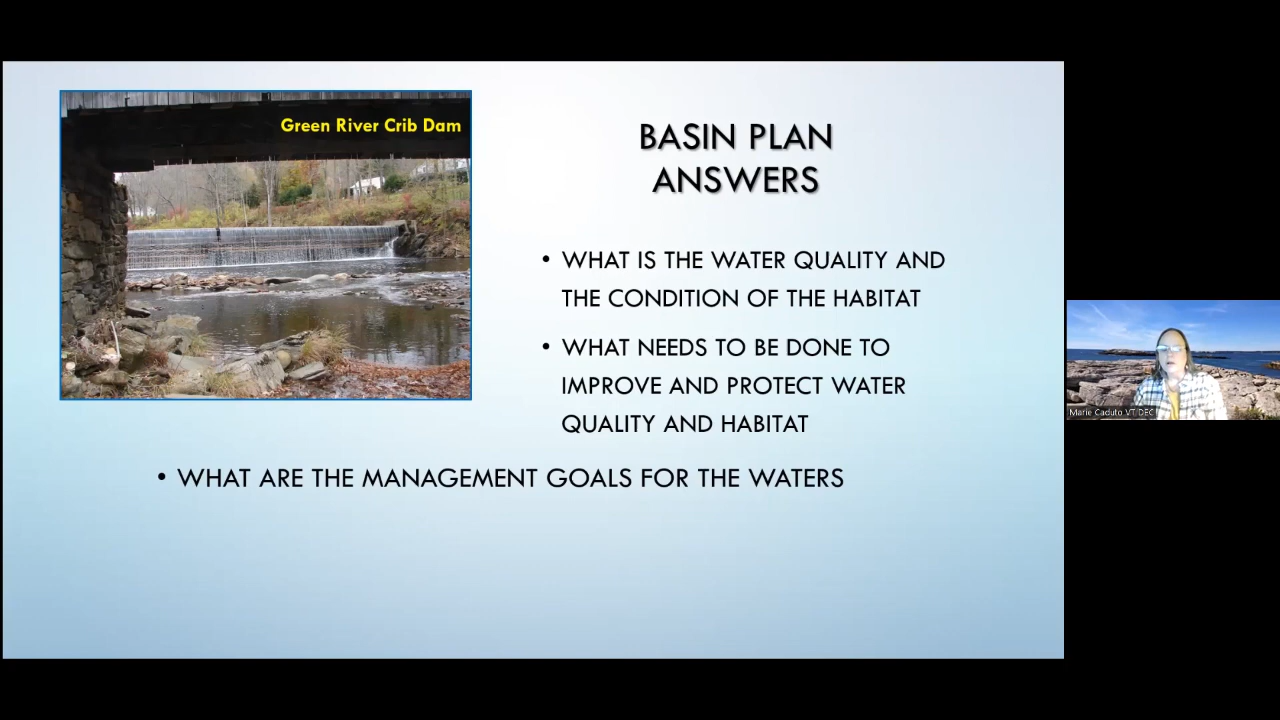 Green River Crib Dam
BASIN PLAN
ANSWERS
• WHAT IS THE WATER QUALITY AND
THE CONDITION OF THE HABITAT
• WHAT NEEDS TO BE DONE TO
IMPROVE AND PROTECT WATER
QUALITY AND HABITAT
• WHAT ARE THE MANAGEMENT GOALS FOR THE WATERS
Marie Caduto VT DEC